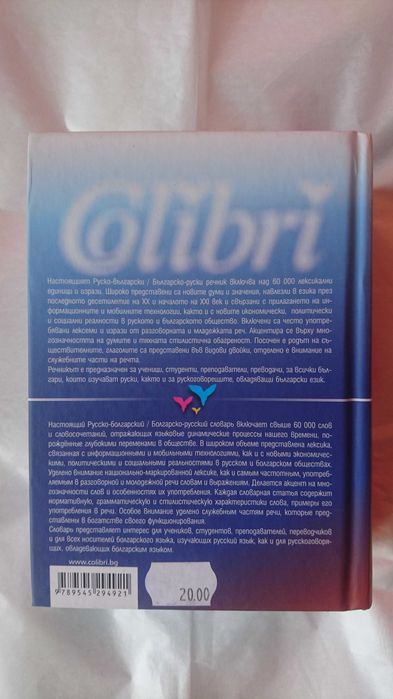 Colibri
Настоящият Руско-български / Българско-руски речник включва над 60 000 лексикални
единици и изрази. Широко представени са новите думи и значения, навлезли в езика през
последното десетилетие на XX и началото на XXI век и свързани с прилагането на ин-
формационните и мобилните технологии, както и с новите икономически, политически
и социални реалности в руското и българското общество. Включени са често употре-
бявани лексеми и изрази от разговорната и младежката реч. Акцентира се върху мно-
гозначността на думите и тяхната стилистична обагреност. Посочен е родът на съ-
ществителните, глаголите са представени във видови двойки, отделено е внимание на
служебните части на речта.
Речникът е предназначен за ученици, студенти, преподаватели, преводачи, за всички бъл-
гари, които изучават руски, както и за рускоговорещите, овладяващи български език.
Настоящий Русско-болгарский / Болгарско-русский словарь включает свыше 60 000 слов
и словосочетаний, отражающих языковые динамические процессы нашего времени, по-
рождённые глубокими переменами в обществе. В широком объеме представлена лексика,
связанная с информационными и мобильными технологиями, как и с новыми экономичес-
кими, политическими и социальными реальностями в русском и болгарском обществах.
Уделено внимание национально-маркированной лексике, как и самым частотным, употреб-
ляемым в разговорной и молодежной речи словам и выражениям. Делается акцент на мно-
гозначности слов и особенностях их употребления. Каждая словарная статья содержит
нормативную, грамматическую и стилистическую характеристики слова, примеры его
употребления в речи. Особое внимание уделено служебным частям речи, которые пред-
ставлены в богатстве своего функционирования.
Словарь представляет интерес для учеников, студентов, преподавателей, переводчиков
и для всех носителей болгарского языка, изучающих русский язык, как и для русскоговоря-
щих, обладевающих болгарским языком.
www.colibri.bg
9 789545 294921
20.00